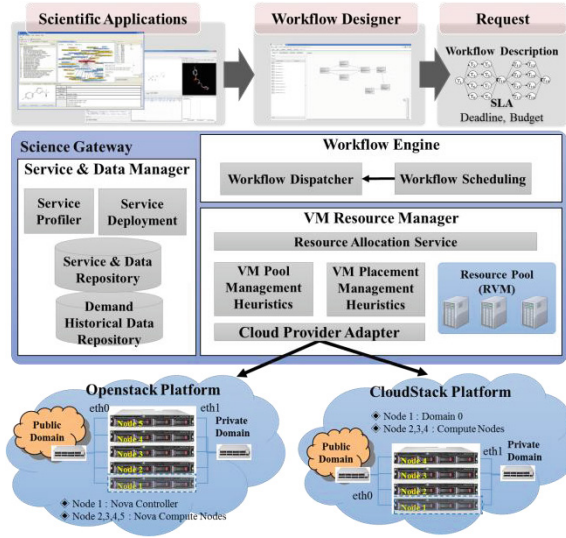 Scientific Applications
Workflow Designer
Request
Workflow Description
SLA
Deadline, Budget
Science Gateway
Service & Data Manager
Service
Profiler
Service
Deployment
Service & Data
Repository
Demand
Historical Data
Repository
Workflow Engine
Workflow Dispatcher
Workflow Scheduling
VM Resource Manager
Resource Allocation Service
VM Pool
Management
Heuristics
VM Placement
Management
Heuristics
Resource Pool
(RVM)
Cloud Provider Adapter
Openstack Platform
Public
Domain
eth0
eth1
Private
Domain
Node 5
Node 4
Node 3
Node 2
Node 1
Node 1 : Nova Controller
Node 2,3,4,5 : Nova Compute Nodes
CloudStack Platform
Node 1 : Domain 0
Node 2,3,4 : Compute Nodes
Public
Domain
eth0
eth1
Private
Domain
Node 4
Node 3
Node 2
Node 1